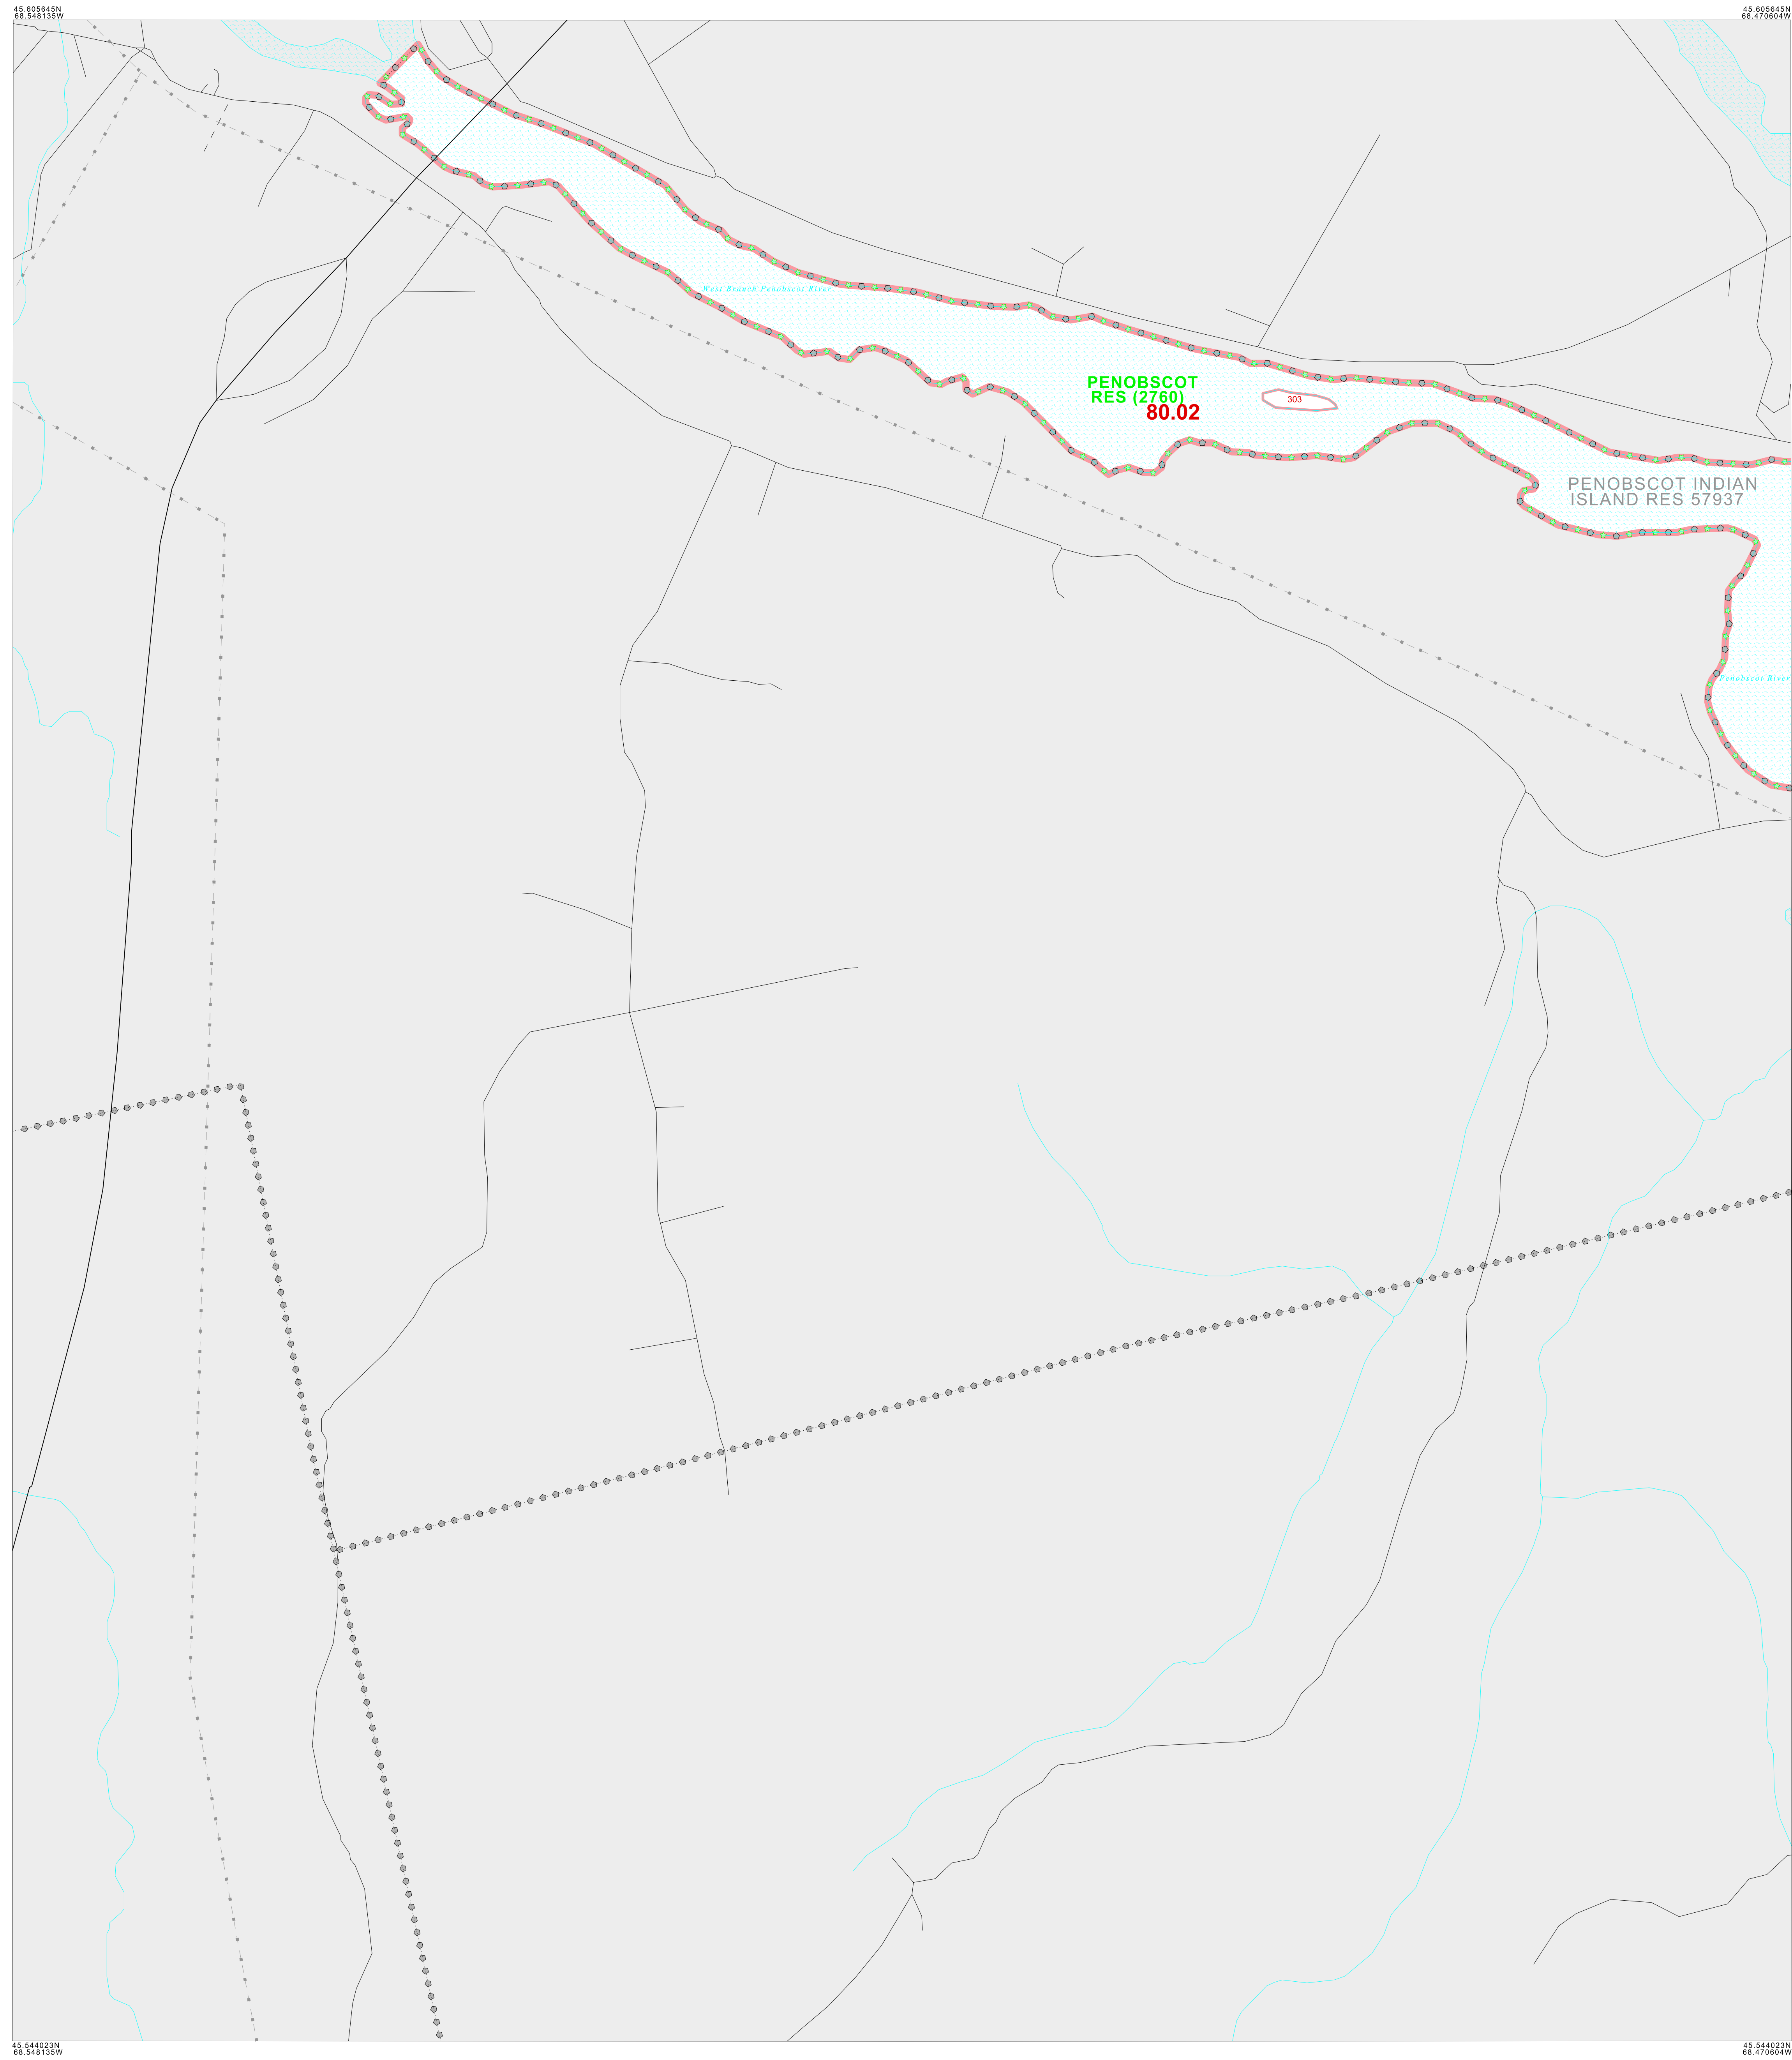 45.605645N
68.548135W
45.605645N
68.470604W
West Branch Penobscot River
PENOBSCOT
RES (2760)
80.02
303
PENOBSCOT INDIAN
ISLAND RES 57937
Penobscot River
45.544023N
68.548135W
45.544023N
68.470604W